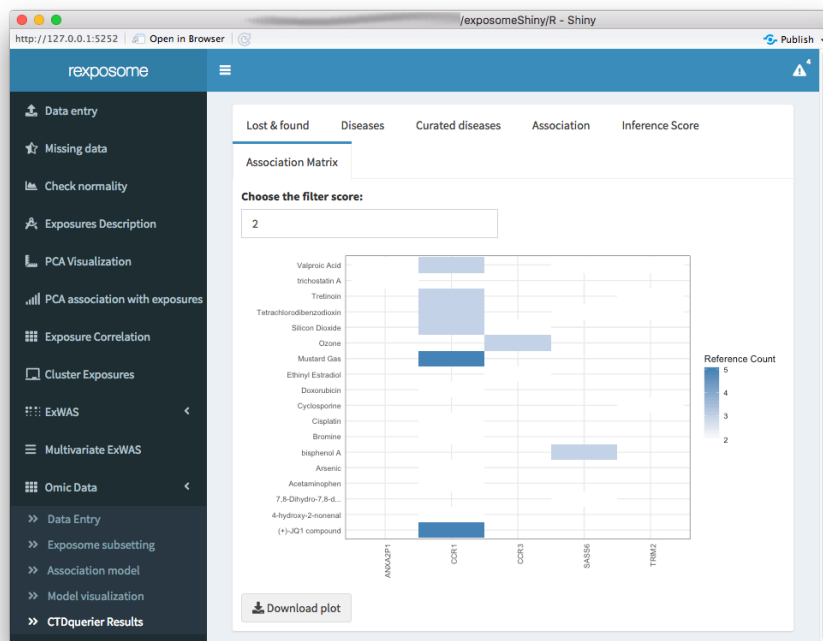 /exposomeShiny/R - Shiny
http://127.0.0.1:5252 Open in Browser Publish
rexposome
4
Data entry
Missing data
Check normality
Exposures Description
PCA Visualization
PCA association with exposures
Exposure Correlation
Cluster Exposures
ExWAS
Multivariate ExWAS
Omic Data
Data Entry
Exposome subsetting
Association model
Model visualization
CTDquerier Results
Lost & found Diseases Curated diseases Association Inference Score
Association Matrix
Choose the filter score:
2
Valproic Acid
trichostatin A
Tretinoin
Tetrachlorodibenzodioxin
Silicon Dioxide
Ozone
Mustard Gas
Ethinyl Estradiol
Doxorubicin
Cyclosporine
Cisplatin
Bromine
bisphenol A
Arsenic
Acetaminophen
7,8-Dihydro-7,8-d...
4-hydroxy-2-nonenal
(+)-JQ1 compound
ANXA2P1
CCR1
CCR3
SASS6
TRIM2
Reference Count
5
4
3
2
Download plot